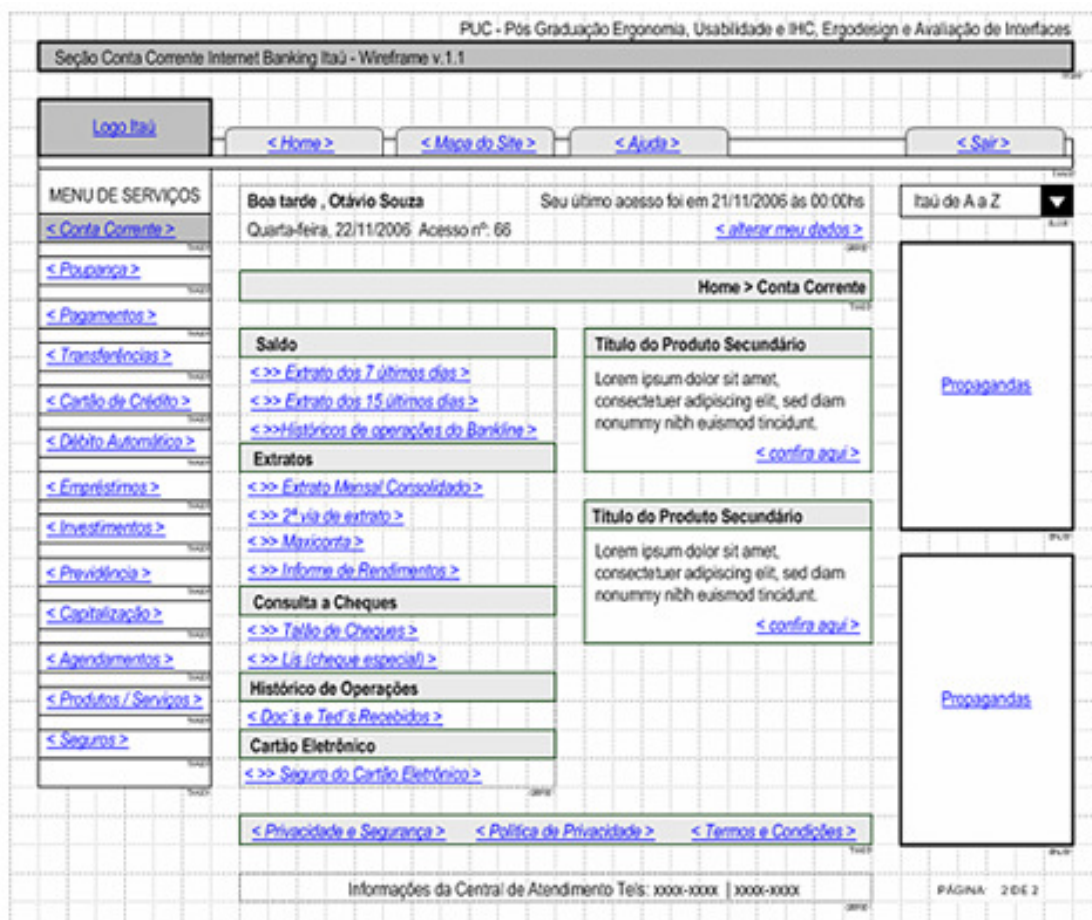 PUC - Pós Graduação Ergonomia, Usabilidade e IHC, Ergodesign e Avaliação de Interfaces
Seção Conta Corrente Internet Banking Itaú - Wireframe v.1.1
Logo Itaú
< Home >
< Mapa do Site >
< Ajuda >
< Sair >
MENU DE SERVIÇOS
< Conta Corrente >
< Poupança >
< Pagamentos >
< Transferências >
< Cartão de Crédito >
< Débito Automático >
< Empréstimos >
< Investimentos >
< Previdência >
< Capitalização >
< Agendamentos >
< Produtos / Serviços >
< Seguros >
Boa tarde , Otávio Souza
Seu último acesso foi em 21/11/2006 às 00:00hs
Quarta-feira, 22/11/2006 Acesso nº: 66
< alterar meu dados >
Home > Conta Corrente
Saldo
< >> Extrato dos 7 últimos dias >
< >> Extrato dos 15 últimos dias >
< >>Históricos de operações do Bankline >
Extratos
< >> Extrato Mensal Consolidado >
< >> 2ª via de extrato >
< >> Maxiconta >
< >> Informe de Rendimentos >
Consulta a Cheques
< >> Talão de Cheques >
< >> Lis (cheque especial) >
Histórico de Operações
< Doc´s e Ted´s Recebidos >
Cartão Eletrônico
< >> Seguro do Cartão Eletrônico >
Título do Produto Secundário
Lorem ipsum dolor sit amet,
consectetuer adipiscing elit, sed diam
nonummy nibh euismod tincidunt.
< confira aqui >
Título do Produto Secundário
Lorem ipsum dolor sit amet,
consectetuer adipiscing elit, sed diam
nonummy nibh euismod tincidunt.
< confira aqui >
Itaú de A a Z
Propagandas
Propagandas
< Privacidade e Segurança >
< Política de Privacidade >
< Termos e Condições >
Informações da Central de Atendimento Tels: xxxx-xxxx | xxxx-xxxx
PÁGINA: 2 DE 2